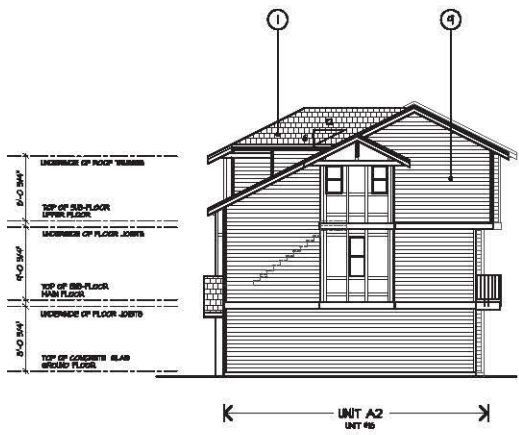 1
9
UNDERSIDE OF ROOF TRUSSES
8'-0 3/4"
TOP OF SUB-FLOOR
UPPER FLOOR
UNDERSIDE OF FLOOR JOISTS
9'-0 3/4"
TOP OF SUB-FLOOR
MAIN FLOOR
UNDERSIDE OF FLOOR JOISTS
8'-0 3/4"
TOP OF CONCRETE SLAB
GROUND FLOOR
UNIT A2
UNIT